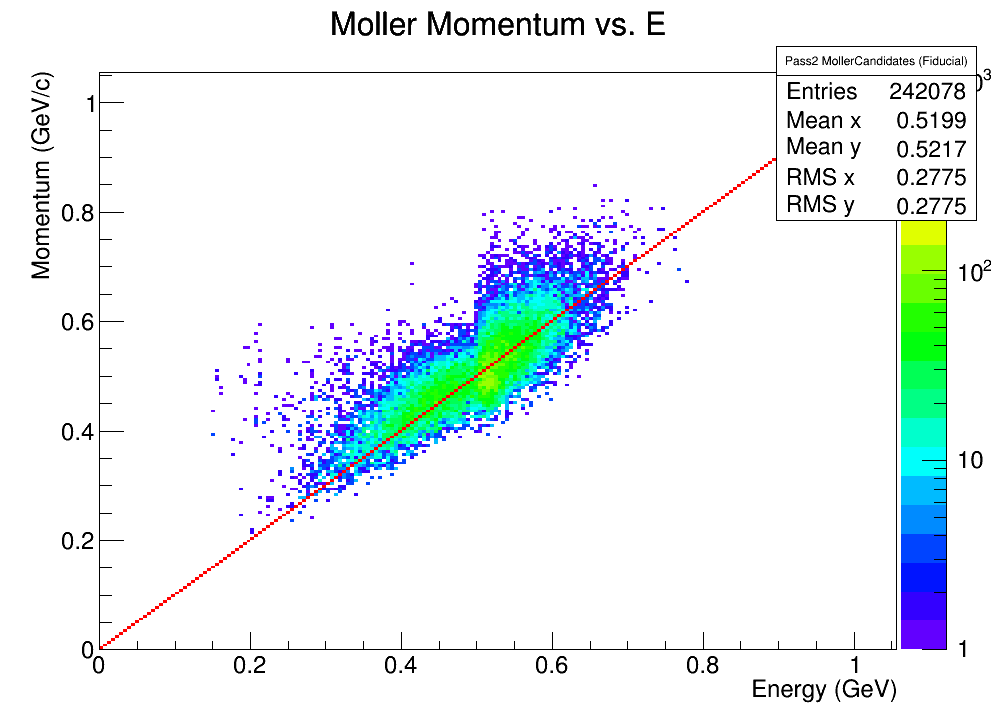 Moller Momentum vs. E
Pass2 MollerCandidates (Fiducial)
Entries 242078
Mean x 0.5199
Mean y 0.5217
RMS x 0.2775
RMS y 0.2775
Momentum (GeV/c)
1
0.8
0.6
0.4
0.2
0
0 0.2 0.4 0.6 0.8 1
Energy (GeV)
3
10²
10
1